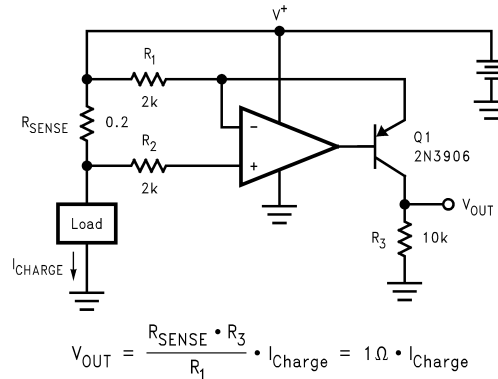 V+
R1
2k
RSENSE 0.2
R2
2k
−
+
Q1
2N3906
VOUT
Load
R3 10k
ICHARGE
VOUT = RSENSE • R3 / R1 • ICharge = 1Ω • ICharge